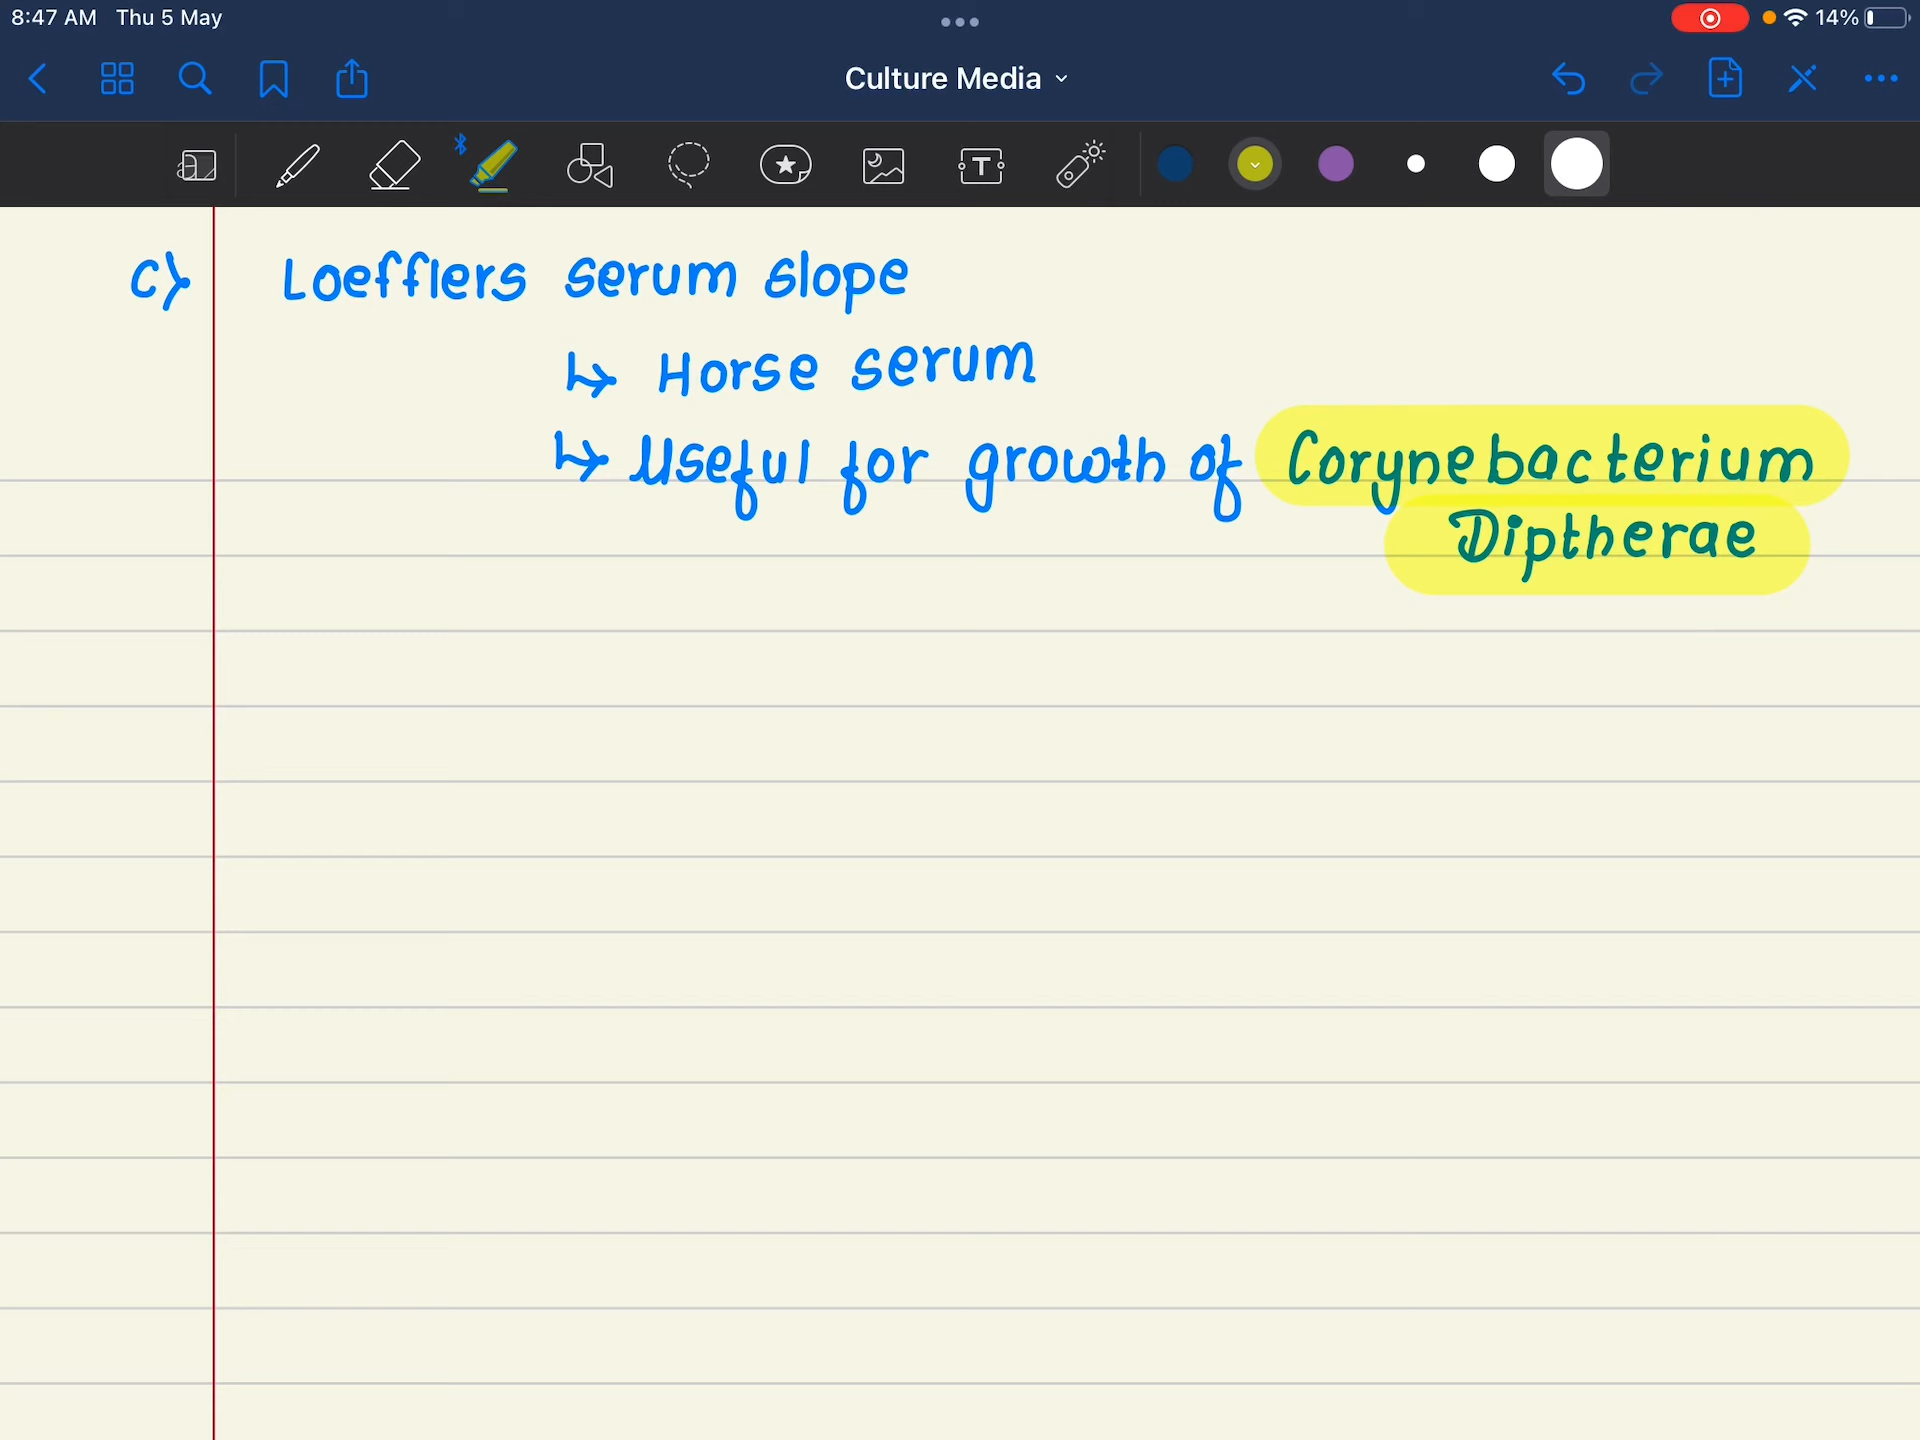 8:47 AM Thu 5 May
14%
Culture Media
T
c) Loefflers serum slope
↳ Horse serum
↳ Useful for growth of Corynebacterium
Diptherae